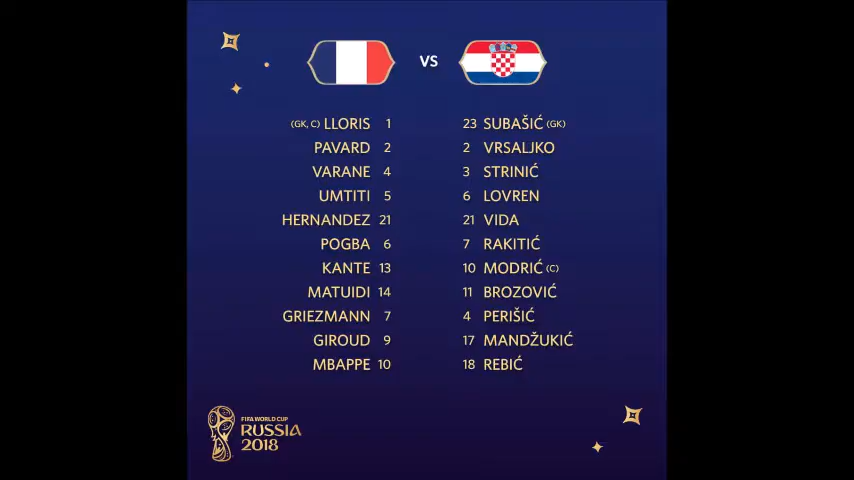 VS
(GK, C) LLORIS 1
PAVARD 2
VARANE 4
UMTITI 5
HERNANDEZ 21
POGBA 6
KANTE 13
MATUIDI 14
GRIEZMANN 7
GIROUD 9
MBAPPE 10
23 SUBAŠIĆ (GK)
2 VRSALJKO
3 STRINIĆ
6 LOVREN
21 VIDA
7 RAKITIĆ
10 MODRIĆ (C)
11 BROZOVIĆ
4 PERIŠIĆ
17 MANDŽUKIĆ
18 REBIĆ
FIFA WORLD CUP
RUSSIA
2018